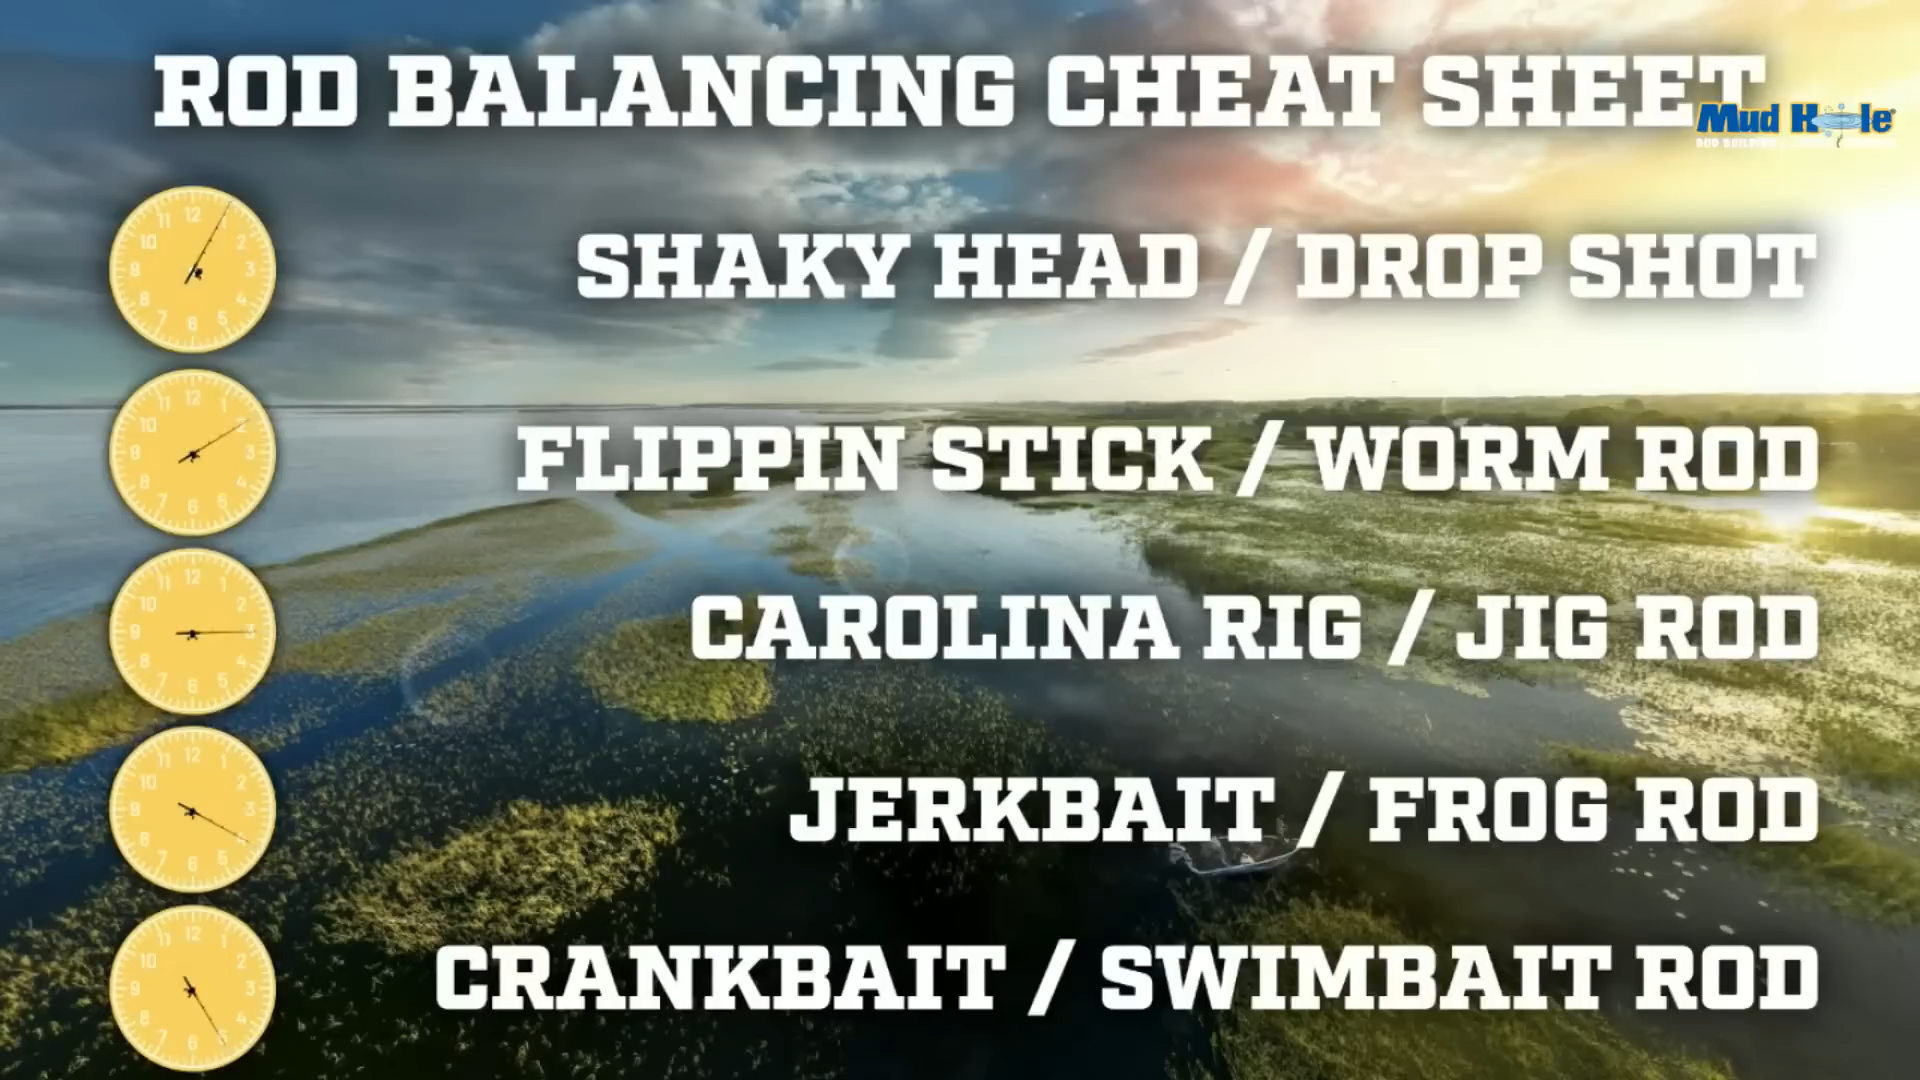 ROD BALANCING CHEAT SHEET
Mud Hole
SHAKY HEAD / DROP SHOT
FLIPPIN STICK / WORM ROD
CAROLINA RIG / JIG ROD
JERKBAIT / FROG ROD
CRANKBAIT / SWIMBAIT ROD